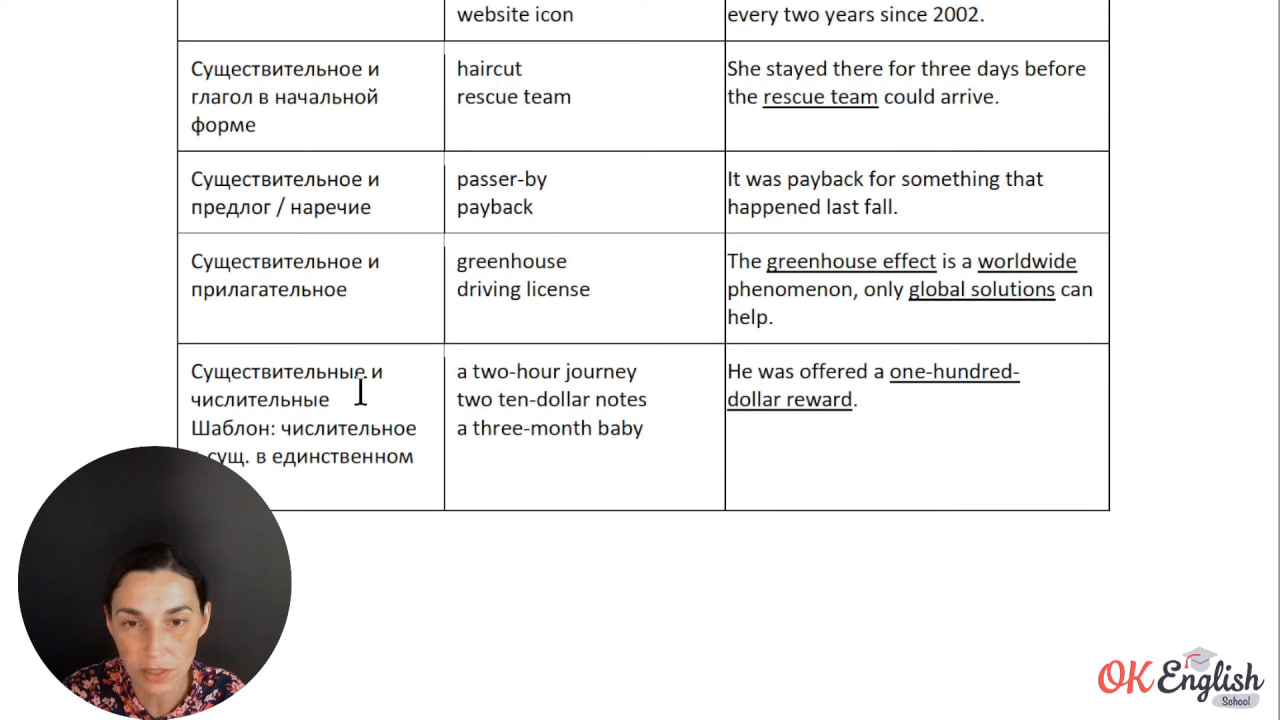 website icon
every two years since 2002.
Существительное и
глагол в начальной
форме
haircut
rescue team
She stayed there for three days before
the rescue team could arrive.
Существительное и
предлог / наречие
passer-by
payback
It was payback for something that
happened last fall.
Существительное и
прилагательное
greenhouse
driving license
The greenhouse effect is a worldwide
phenomenon, only global solutions can
help.
Существительные и
числительные
Шаблон: числительное
сущ. в единственном
a two-hour journey
two ten-dollar notes
a three-month baby
He was offered a one-hundred-
dollar reward.
OK English
School